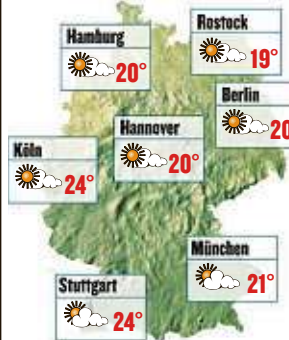 Rostock
19°
Hamburg
20°
Berlin
20
Hannover
20°
Köln
24°
München
21°
Stuttgart
24°